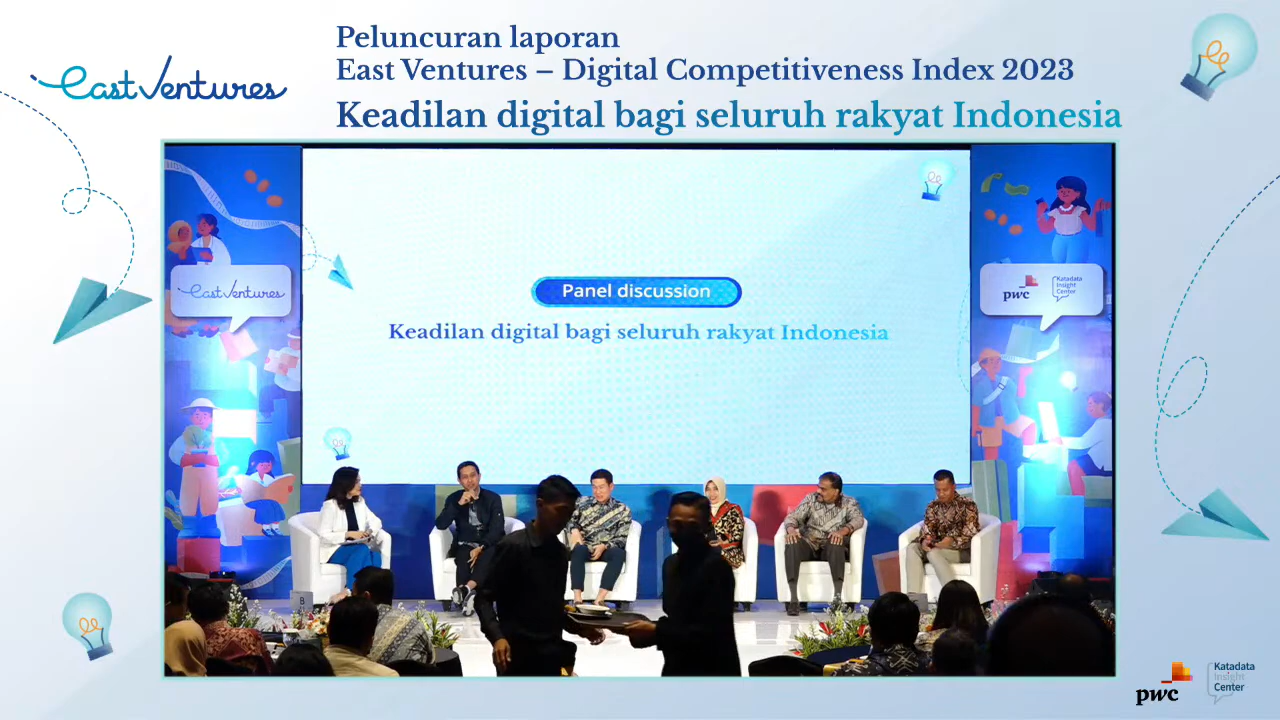 East Ventures
Peluncuran laporan
East Ventures – Digital Competitiveness Index 2023
Keadilan digital bagi seluruh rakyat Indonesia
East Ventures
pwc
Katadata
Insight
Center
Panel discussion
Keadilan digital bagi seluruh rakyat Indonesia
B
pwc
Katadata
Insight
Center